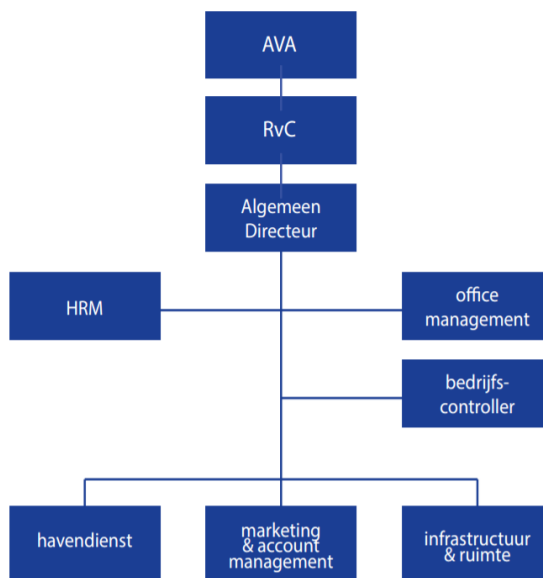 AVA
RvC
Algemeen
Directeur
HRM
office
management
bedrijfs-
controller
havendienst
marketing
& account
management
infrastructuur
& ruimte